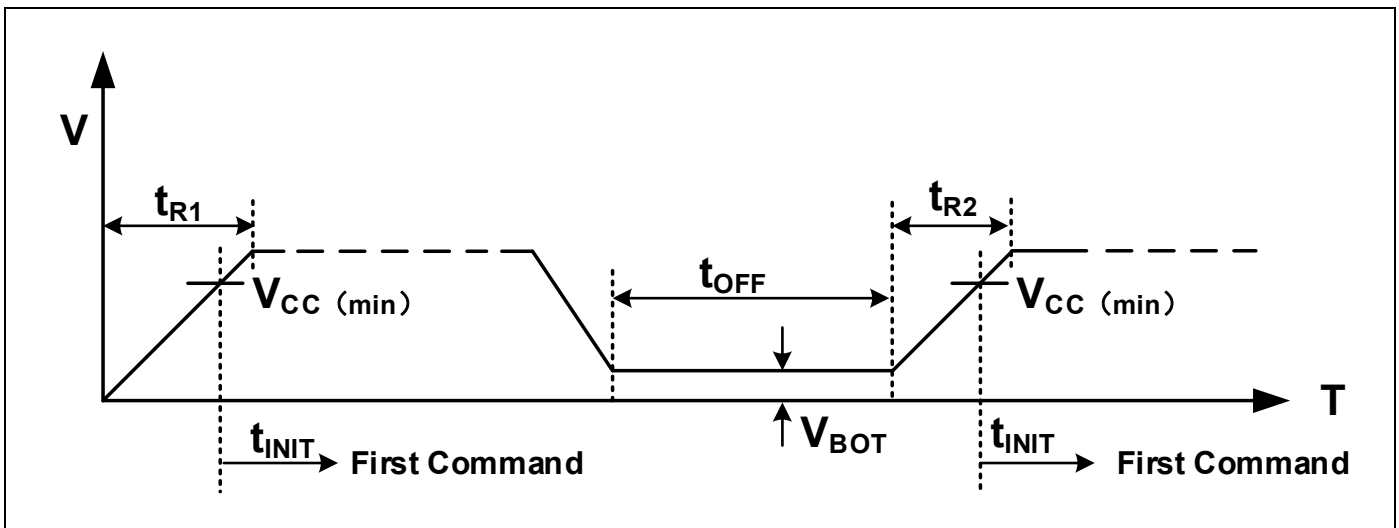 V
tR1
tR2
tOFF
VCC（min）
VCC（min）
T
VBOT
tINIT
First Command
tINIT
First Command